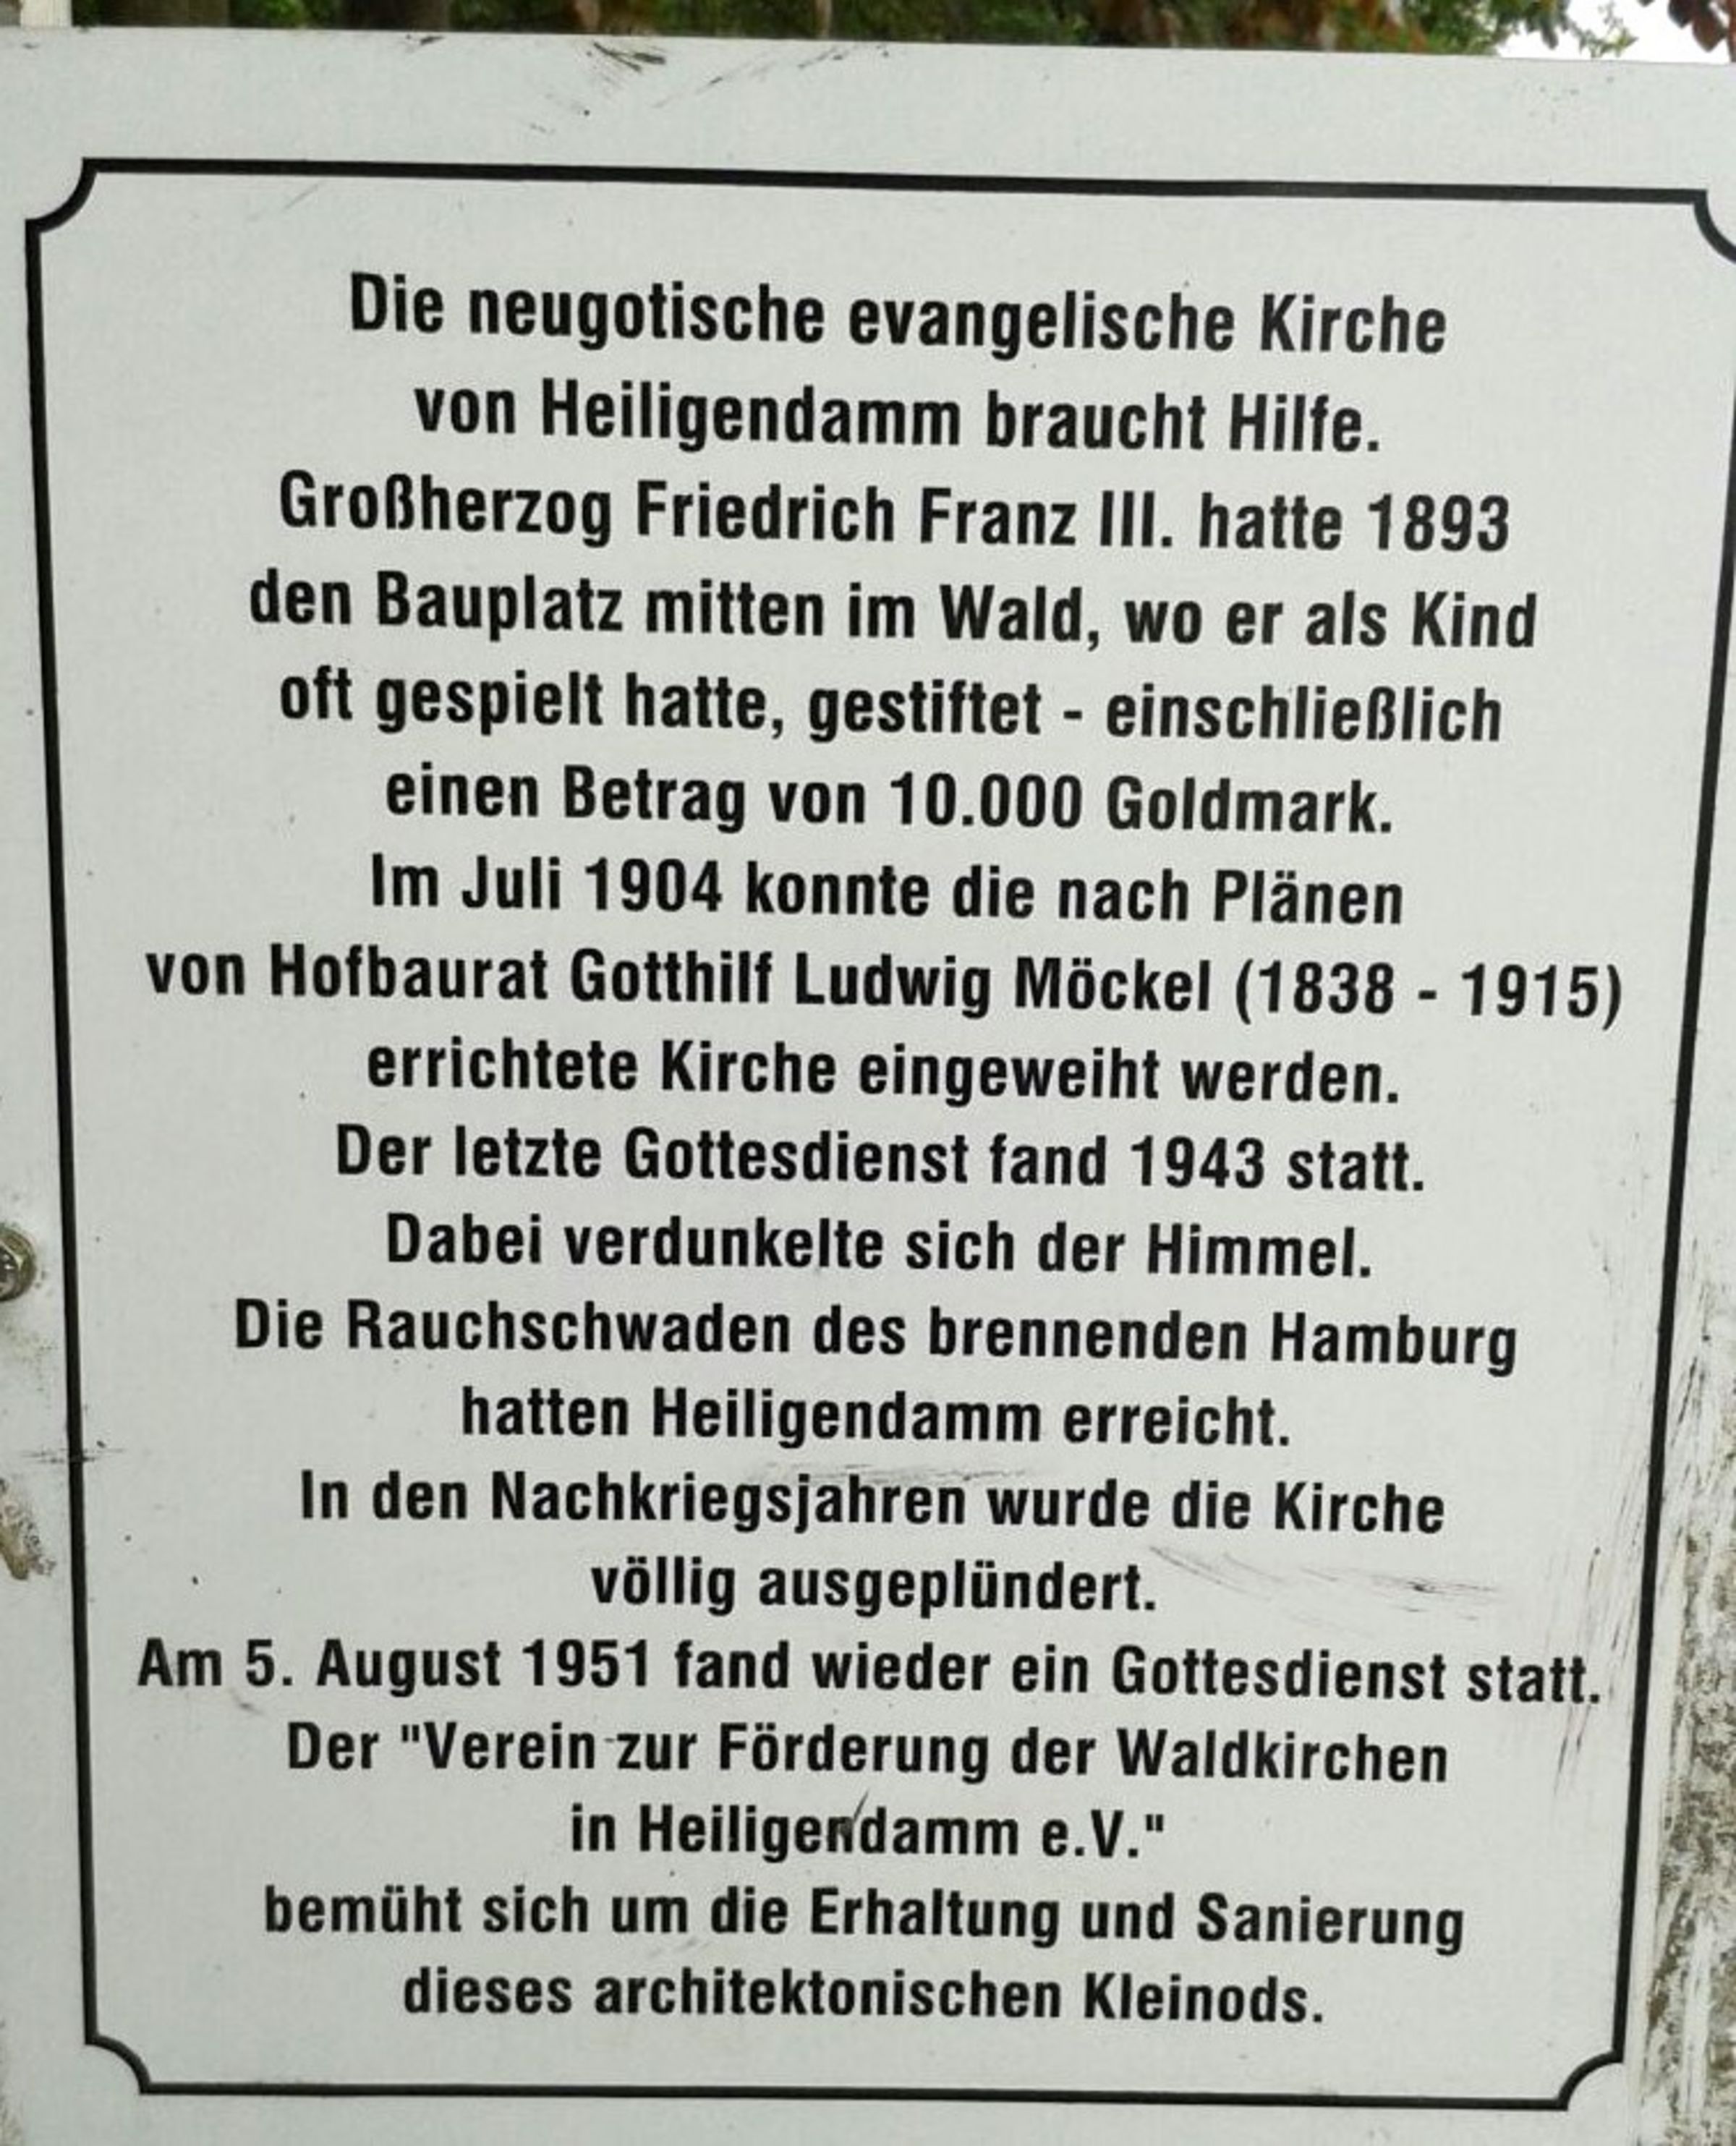 Die neugotische evangelische Kirche
von Heiligendamm braucht Hilfe.
Großherzog Friedrich Franz III. hatte 1893
den Bauplatz mitten im Wald, wo er als Kind
oft gespielt hatte, gestiftet - einschließlich
einen Betrag von 10.000 Goldmark.
Im Juli 1904 konnte die nach Plänen
von Hofbaurat Gotthilf Ludwig Möckel (1838 - 1915)
errichtete Kirche eingeweiht werden.
Der letzte Gottesdienst fand 1943 statt.
Dabei verdunkelte sich der Himmel.
Die Rauchschwaden des brennenden Hamburg
hatten Heiligendamm erreicht.
In den Nachkriegsjahren wurde die Kirche
völlig ausgeplündert.
Am 5. August 1951 fand wieder ein Gottesdienst statt.
Der "Verein zur Förderung der Waldkirchen
in Heiligendamm e.V."
bemüht sich um die Erhaltung und Sanierung
dieses architektonischen Kleinods.